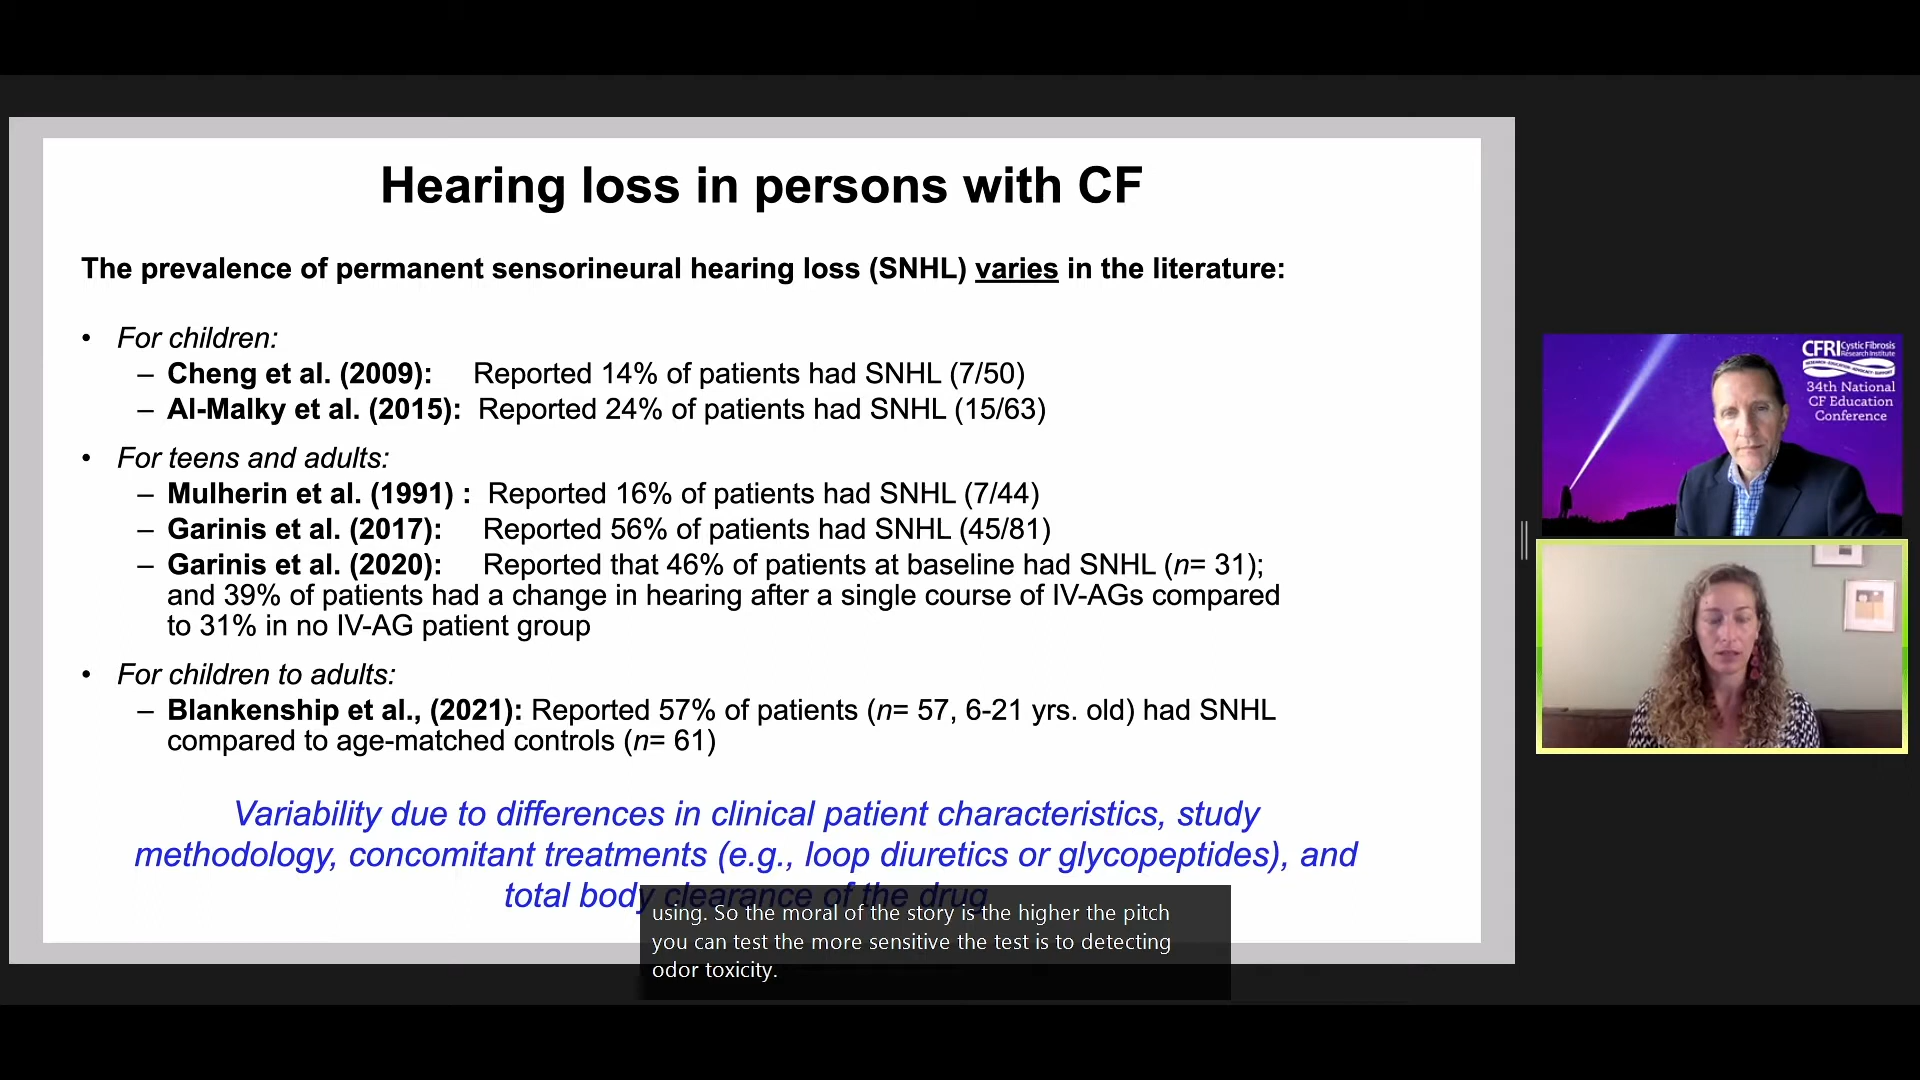 Hearing loss in persons with CF
The prevalence of permanent sensorineural hearing loss (SNHL) varies in the literature:
• For children:
– Cheng et al. (2009): Reported 14% of patients had SNHL (7/50)
– Al-Malky et al. (2015): Reported 24% of patients had SNHL (15/63)
• For teens and adults:
– Mulherin et al. (1991) : Reported 16% of patients had SNHL (7/44)
– Garinis et al. (2017): Reported 56% of patients had SNHL (45/81)
– Garinis et al. (2020): Reported that 46% of patients at baseline had SNHL (n= 31);
and 39% of patients had a change in hearing after a single course of IV-AGs compared
to 31% in no IV-AG patient group
• For children to adults:
– Blankenship et al., (2021): Reported 57% of patients (n= 57, 6-21 yrs. old) had SNHL
compared to age-matched controls (n= 61)
Variability due to differences in clinical patient characteristics, study
methodology, concomitant treatments (e.g., loop diuretics or glycopeptides), and
total body clearance of the drug
using. So the moral of the story is the higher the pitch
you can test the more sensitive the test is to detecting
odor toxicity.
CFRI Cystic Fibrosis
Research Institute
34th National
CF Education
Conference